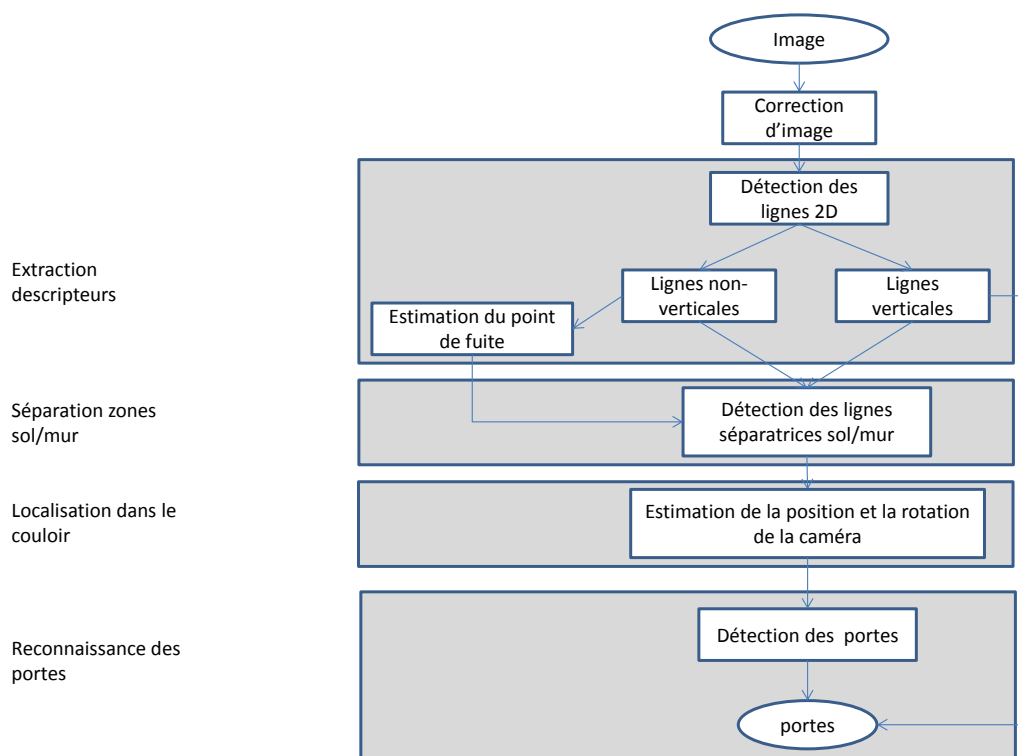 Image
Correction
d'image
Détection des
lignes 2D
Extraction
descripteurs
Lignes non-
verticales
Lignes
verticales
Estimation du point
de fuite
Séparation zones
sol/mur
Détection des lignes
séparatrices sol/mur
Localisation dans le
couloir
Estimation de la position et la rotation
de la caméra
Reconnaissance des
portes
Détection des portes
portes